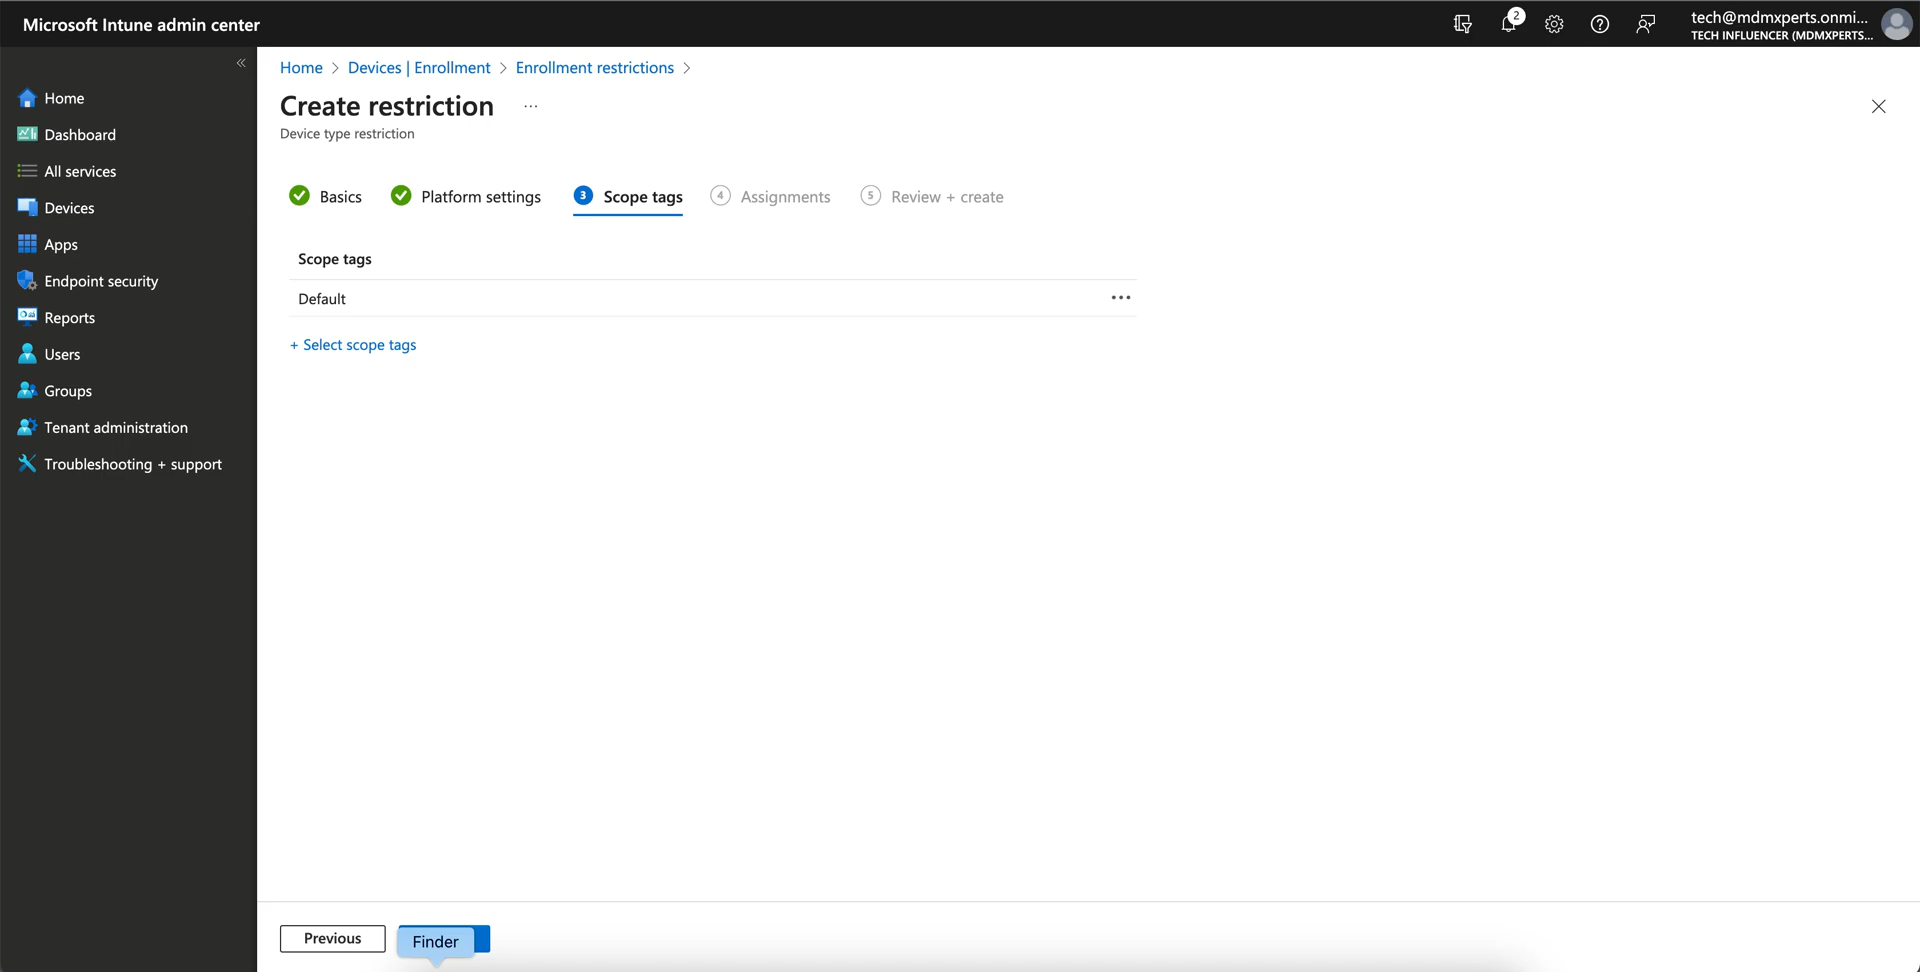 Microsoft Intune admin center
2
tech@mdmxperts.onmi...
TECH INFLUENCER (MDMXPERTS...
«
Home
Dashboard
All services
Devices
Apps
Endpoint security
Reports
Users
Groups
Tenant administration
Troubleshooting + support
Home > Devices | Enrollment > Enrollment restrictions >
Create restriction ...
Device type restriction
Basics
Platform settings
3 Scope tags
4 Assignments
5 Review + create
Scope tags
Default
+ Select scope tags
Previous
Finder